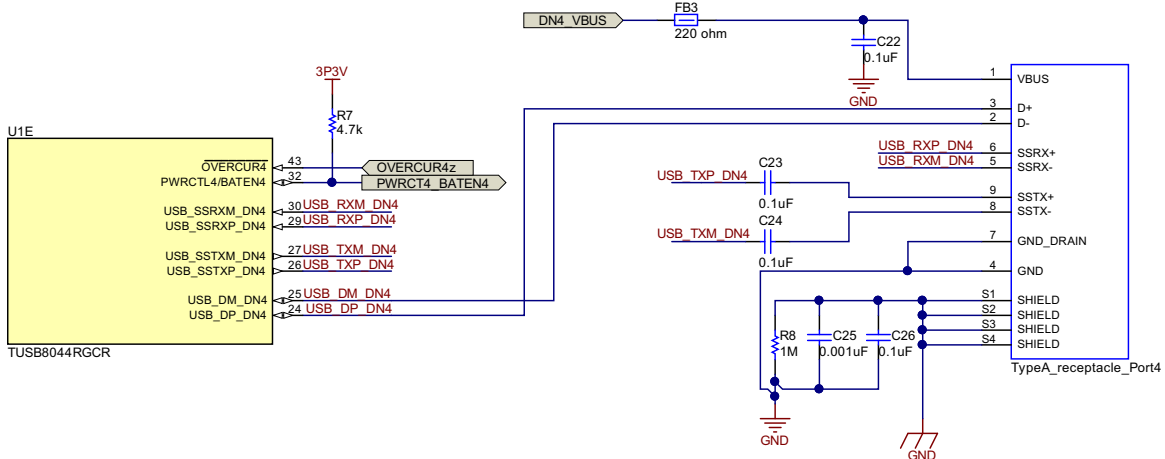 DN4_VBUS
FB3
220 ohm
C22
0.1uF
GND
1 VBUS
3 D+
2 D-
6 SSRX+
5 SSRX-
9 SSTX+
8 SSTX-
7 GND_DRAIN
4 GND
S1 SHIELD
S2 SHIELD
S3 SHIELD
S4 SHIELD
TypeA_receptacle_Port4
USB_RXP_DN4
USB_RXM_DN4
3P3V
R7
4.7k
U1E
OVERCUR4 43 OVERCUR4z
PWRCTL4/BATEN4 32 PWRCT4_BATEN4
USB_SSRXM_DN4 30 USB_RXM_DN4
USB_SSRXP_DN4 29 USB_RXP_DN4
USB_SSTXM_DN4 27 USB_TXM_DN4
USB_SSTXP_DN4 26 USB_TXP_DN4
USB_DM_DN4 25 USB_DM_DN4
USB_DP_DN4 24 USB_DP_DN4
TUSB8044RGCR
C23
USB_TXP_DN4
0.1uF
C24
USB_TXM_DN4
0.1uF
R8
1M
C25
0.001uF
C26
0.1uF
GND
GND